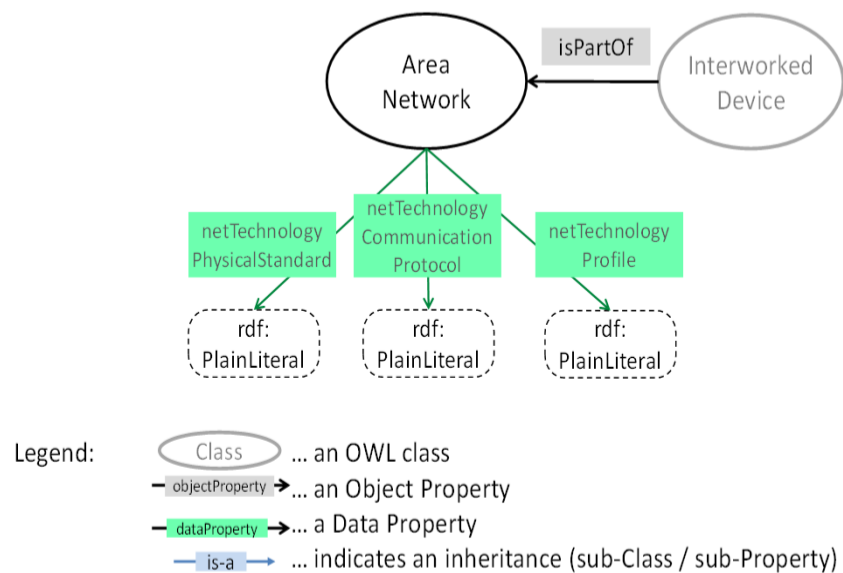 isPartOf
Area
Network
Interworked
Device
netTechnology
PhysicalStandard
netTechnology
Communication
Protocol
netTechnology
Profile
rdf:
PlainLiteral
rdf:
PlainLiteral
rdf:
PlainLiteral
Legend:
Class
... an OWL class
objectProperty
... an Object Property
dataProperty
... a Data Property
is-a
... indicates an inheritance (sub-Class / sub-Property)